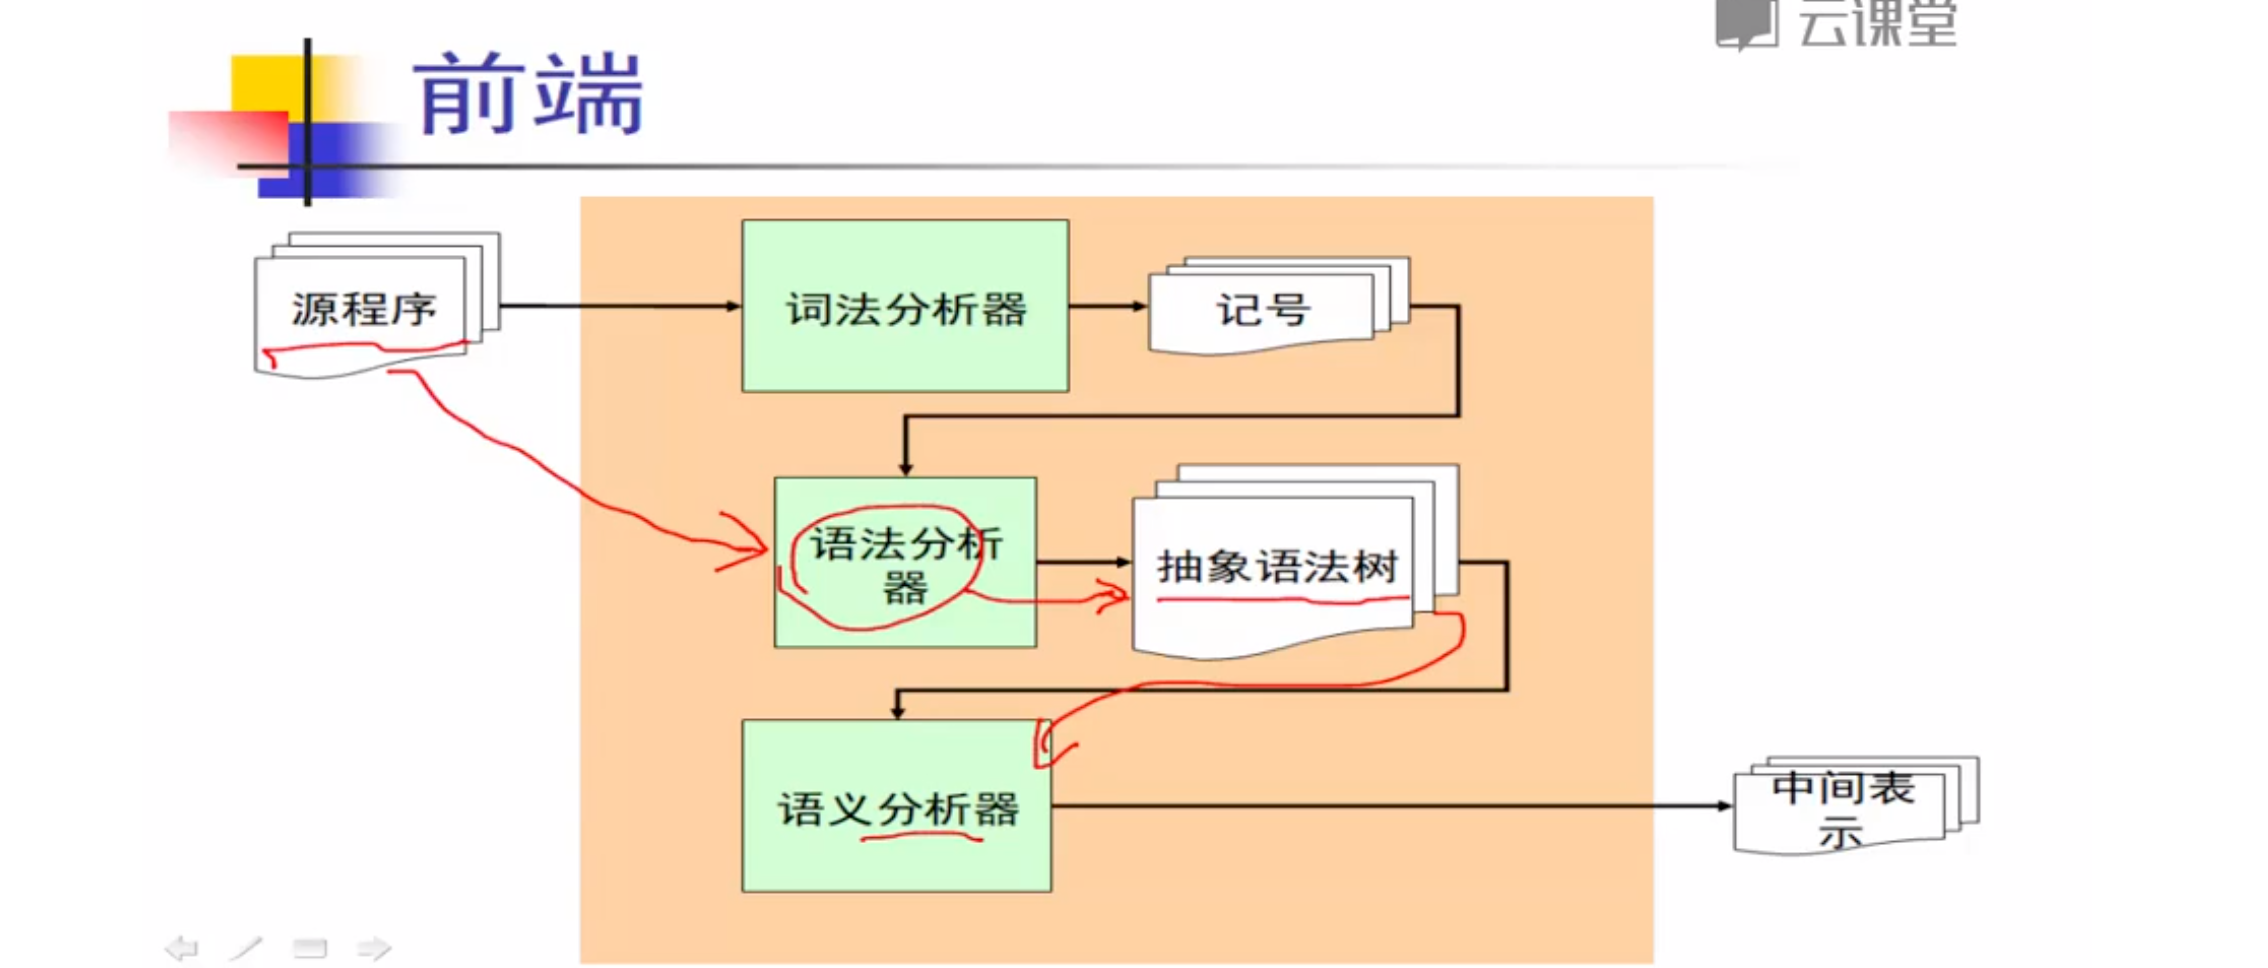 云课堂
前端
源程序
词法分析器
记号
语法分析
器
抽象语法树
语义分析器
中间表
示